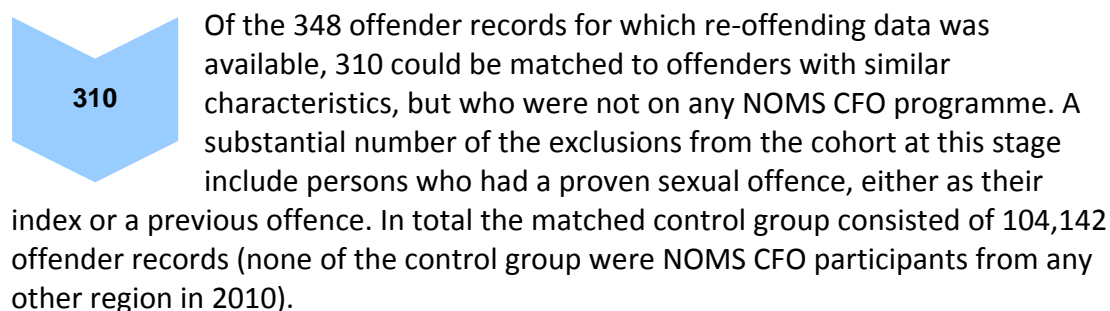 Of the 348 offender records for which re-offending data was
available, 310 could be matched to offenders with similar
310
characteristics, but who were not on any NOMS CFO programme. A
substantial number of the exclusions from the cohort at this stage
include persons who had a proven sexual offence, either as their
index or a previous offence. In total the matched control group consisted of 104,142
offender records (none of the control group were NOMS CFO participants from any
other region in 2010).